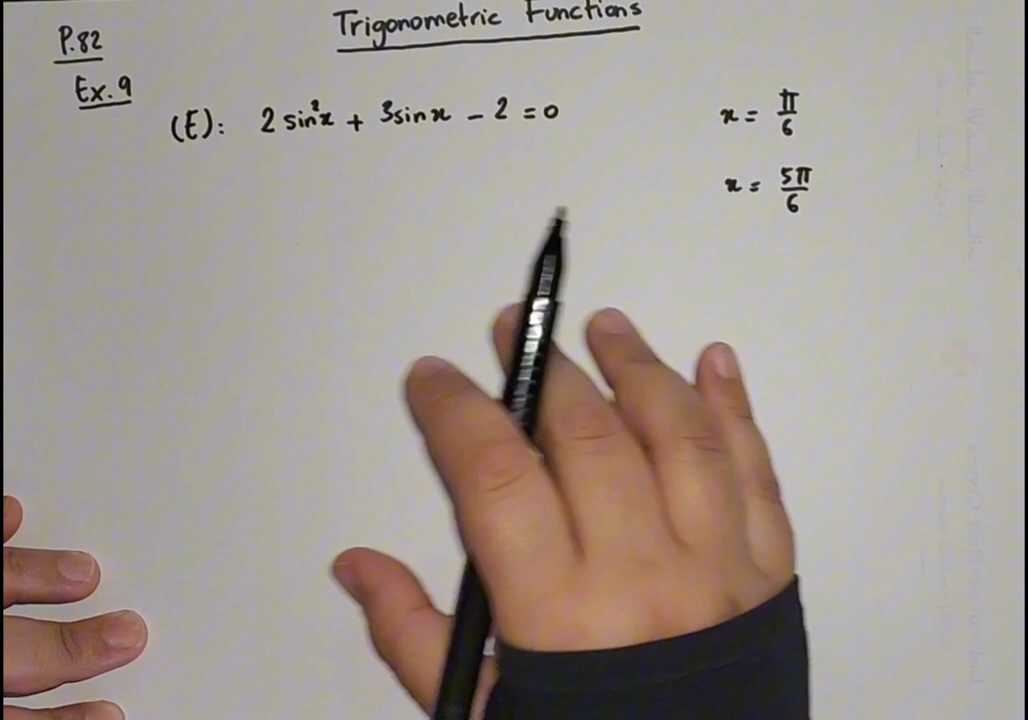 Trigonometric Functions
P.82
Ex.9
(E): 2 sin²x + 3sinx - 2 = 0
x = π/6
x = 5π/6